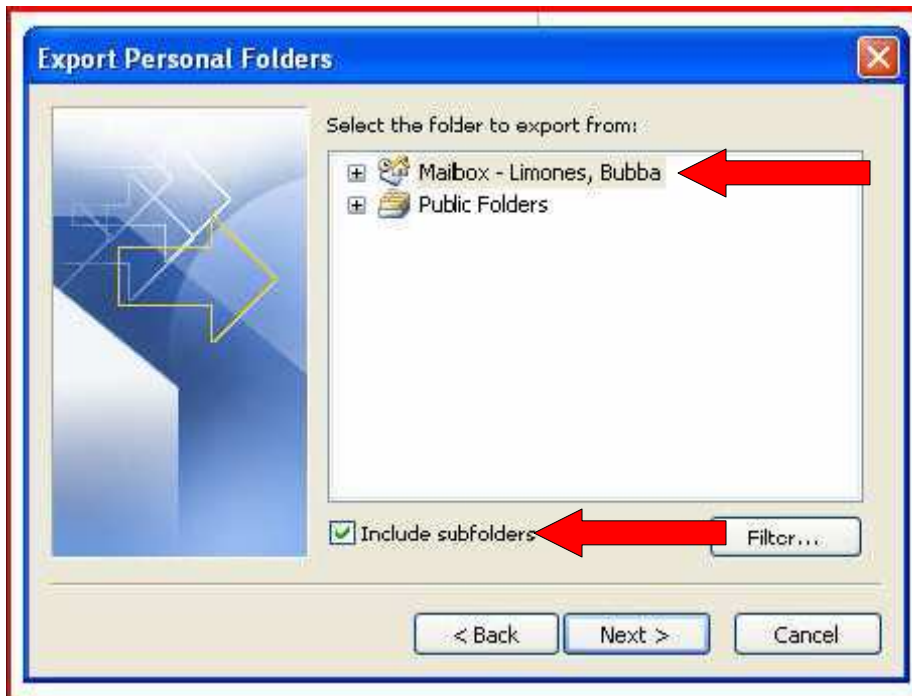 Export Personal Folders
Select the folder to export from:
Mailbox - Limones, Bubba
Public Folders
Include subfolders
Filter...
< Back
Next >
Cancel